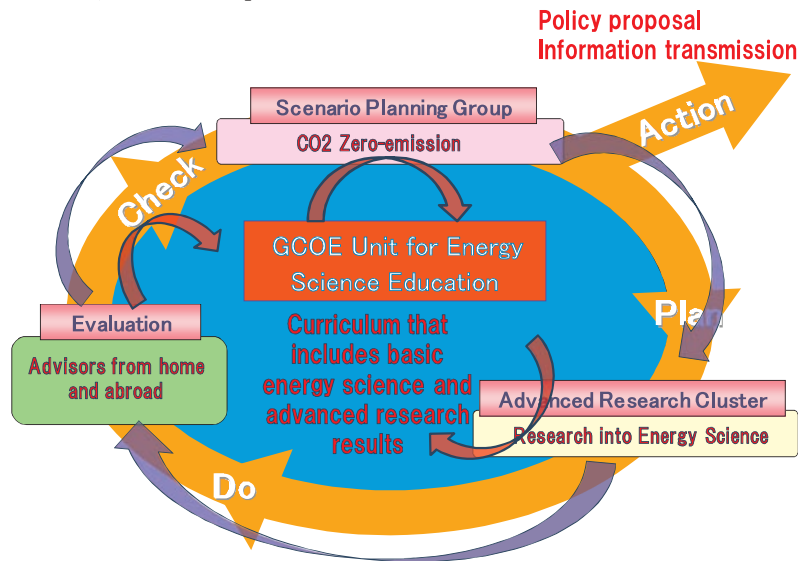 Policy proposal
Information transmission
Action
Scenario Planning Group
CO2 Zero-emission
Check
GCOE Unit for Energy
Science Education
Plan
Evaluation
Advisors from home
and abroad
Curriculum that
includes basic
energy science and
advanced research
results
Advanced Research Cluster
Research into Energy Science
Do